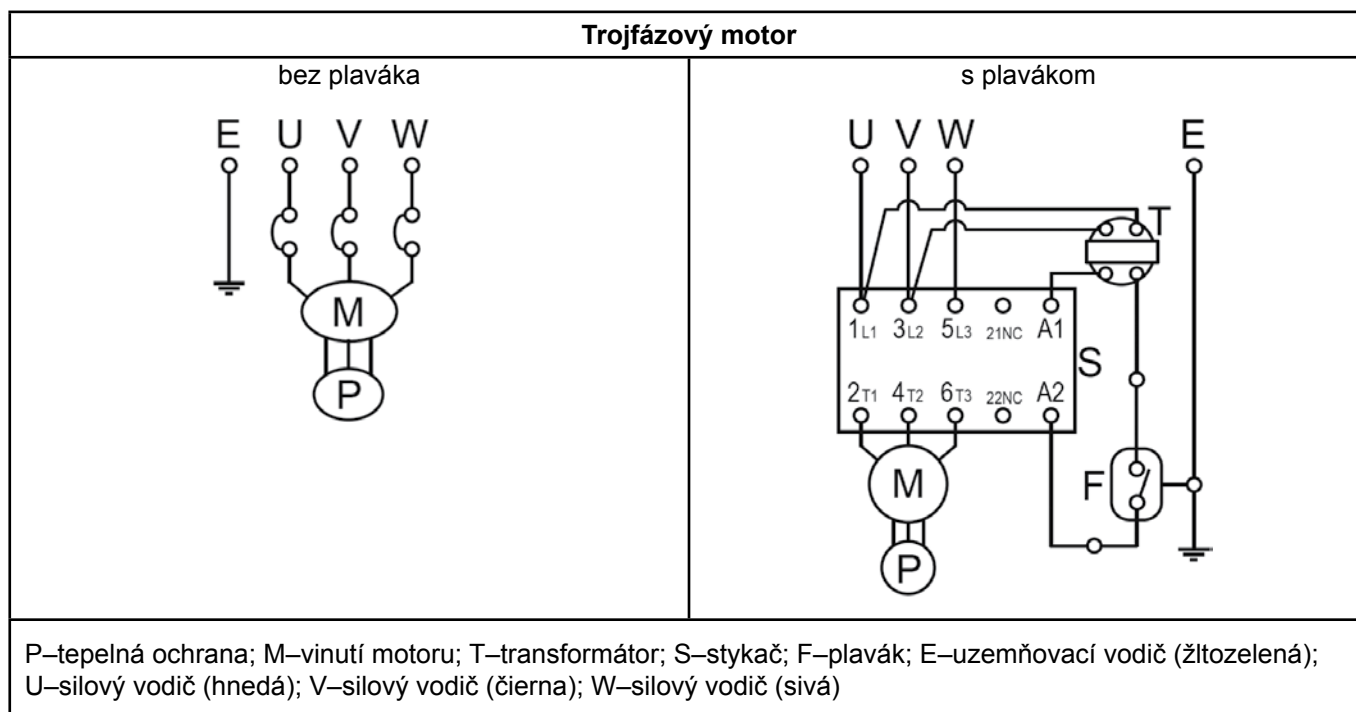 Trojfázový motor
bez plaváka
E U V W
M
P
s plavákom
U V W E
T
1L1 3L2 5L3 21NC A1
S
2T1 4T2 6T3 22NC A2
M
F
P
P–tepelná ochrana; M–vinutí motoru; T–transformátor; S–stykač; F–plavák; E–uzemňovací vodič (žltozelená);
U–silový vodič (hnedá); V–silový vodič (čierna); W–silový vodič (sivá)